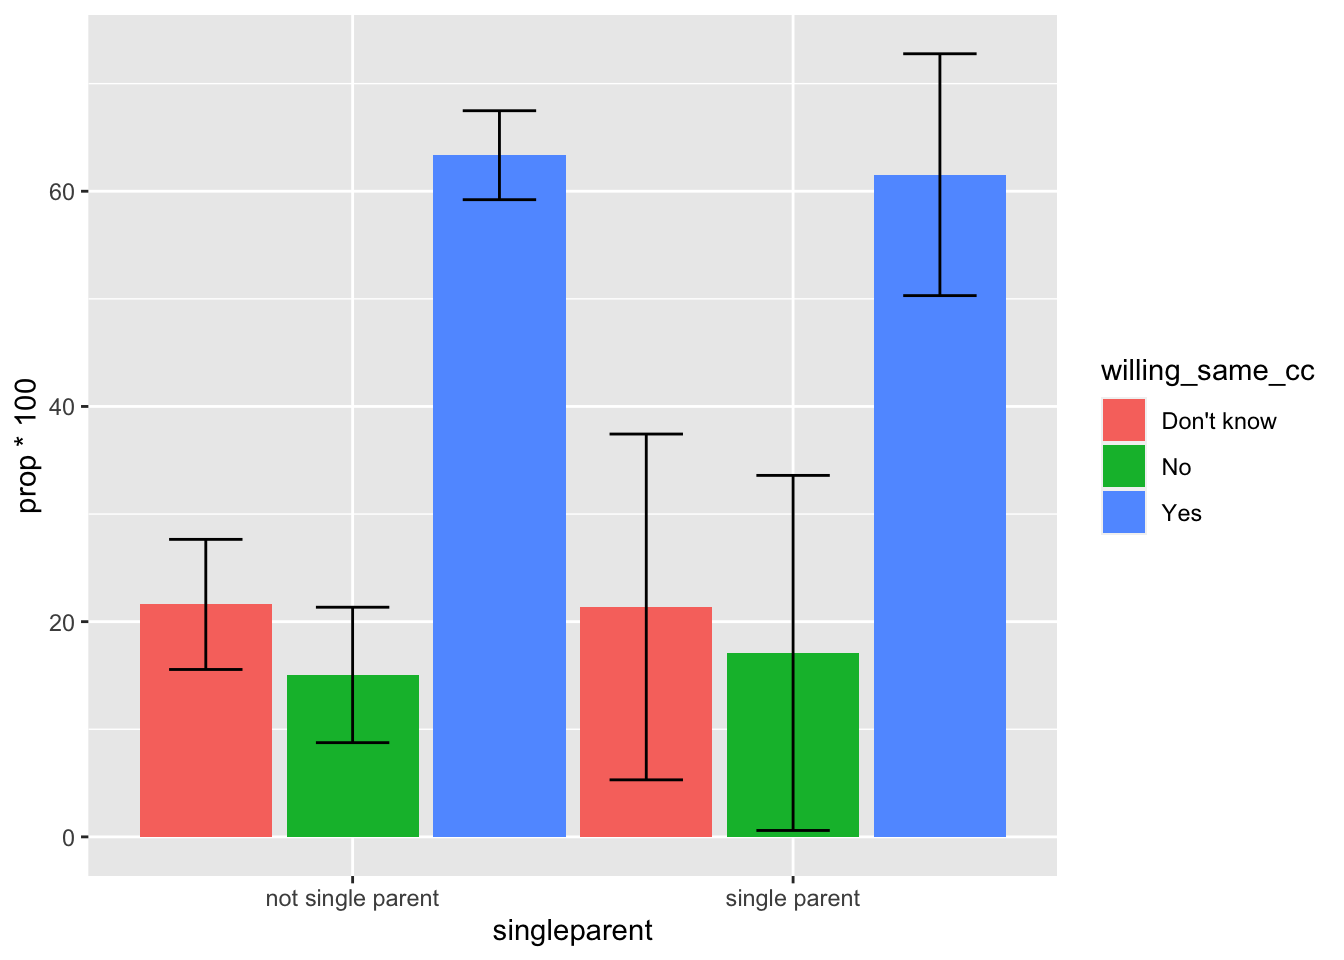 prop * 100
60
40
20
0
not single parent
single parent
singleparent
willing_same_cc
Don't know
No
Yes